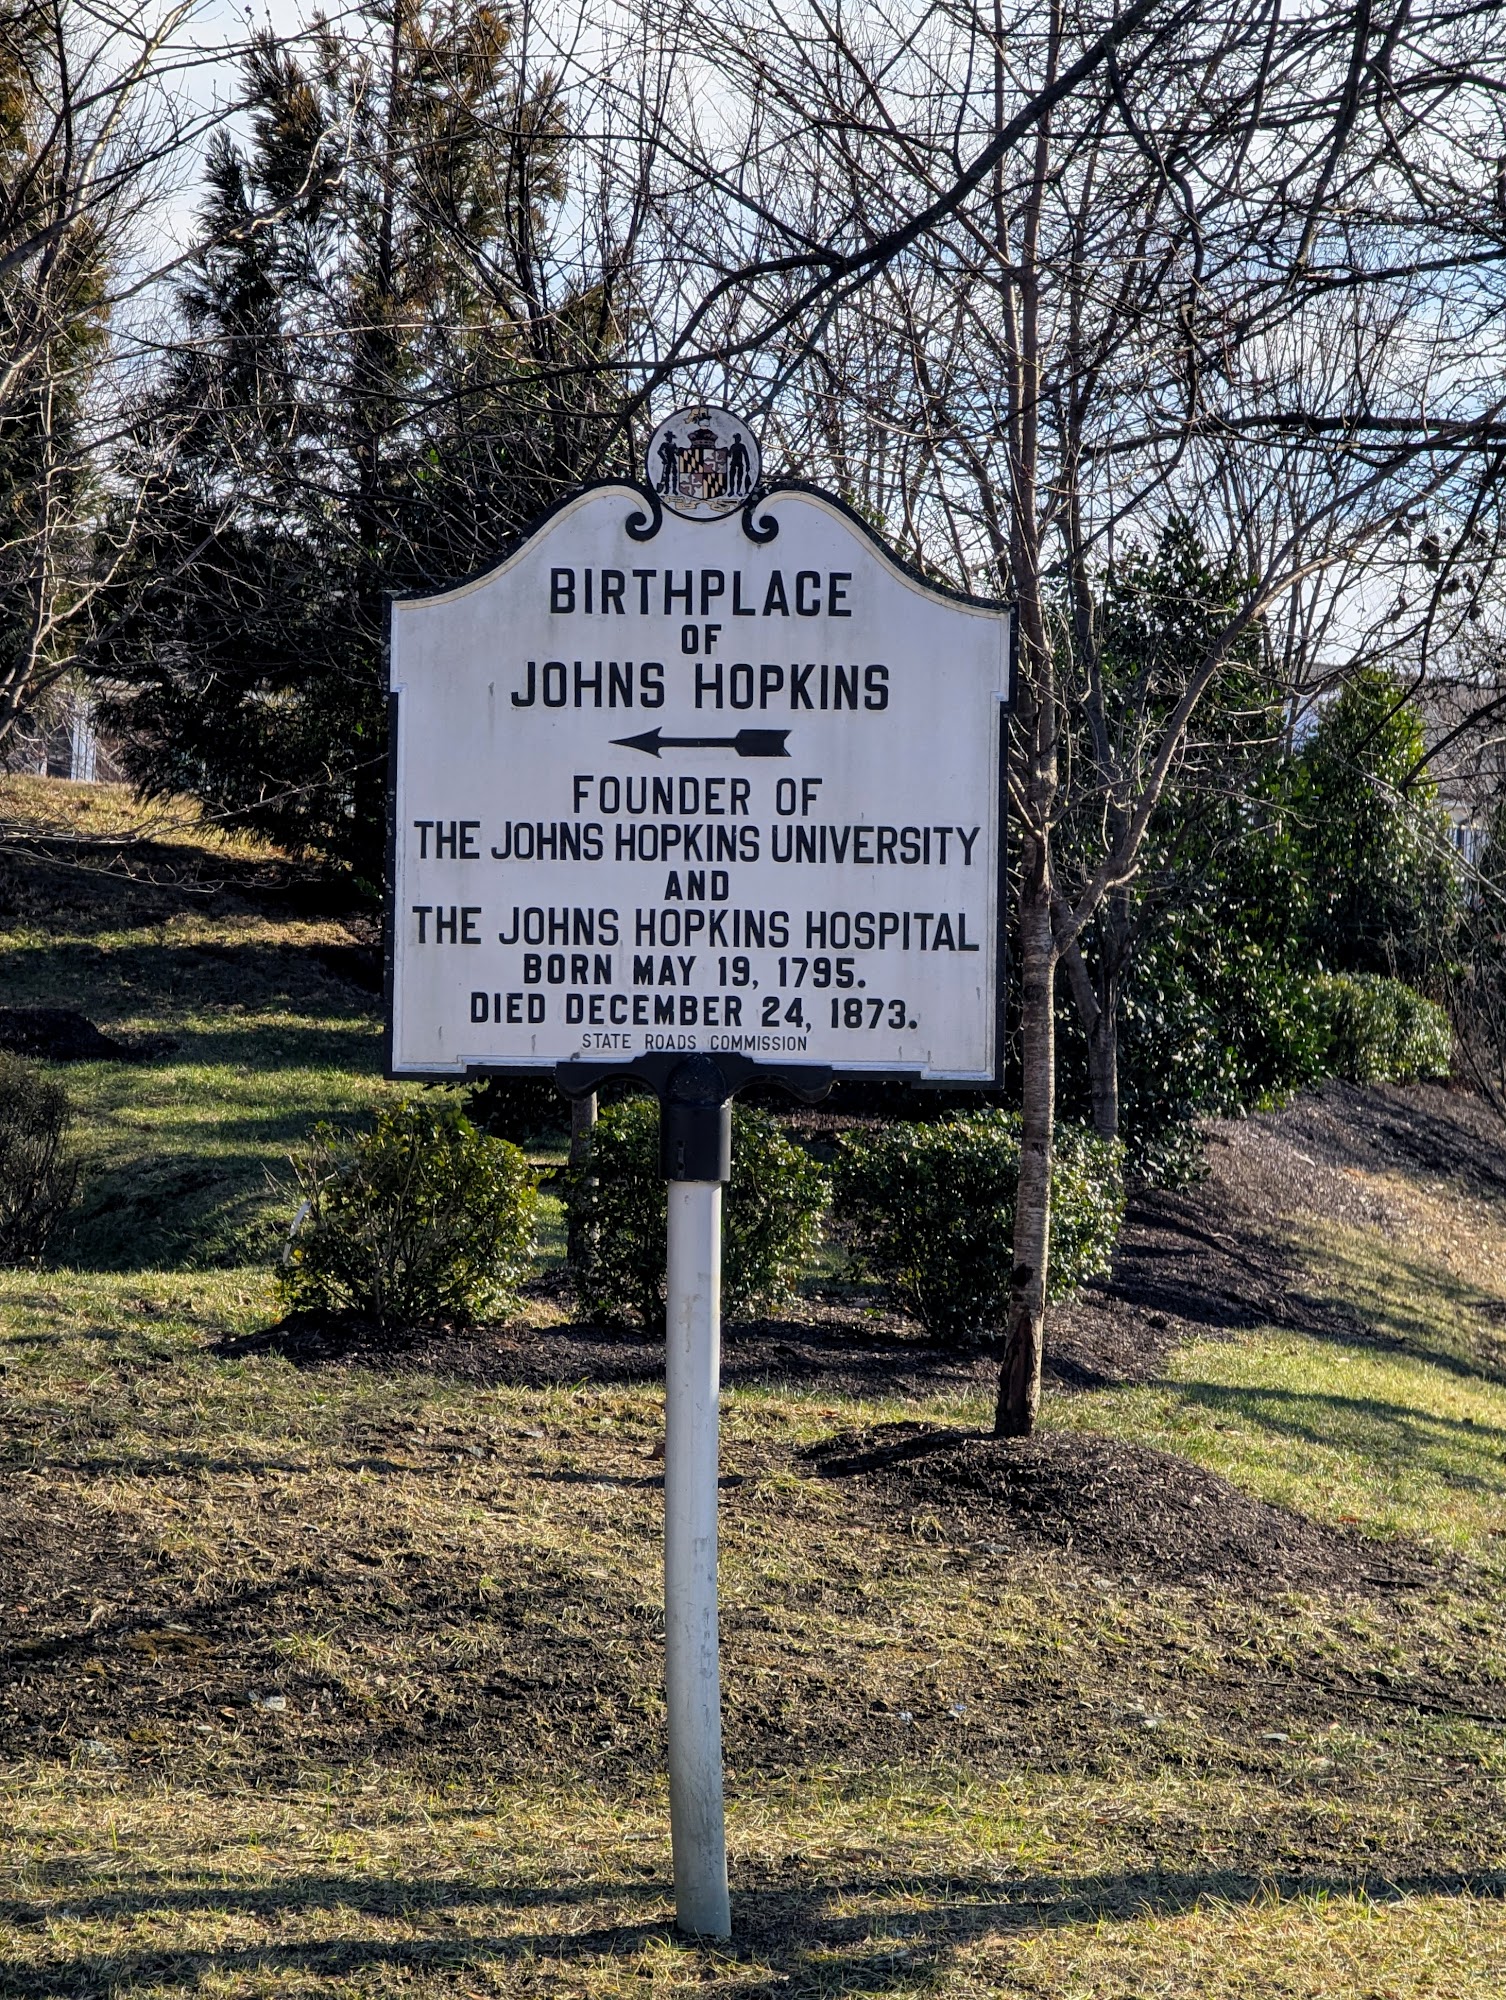 BIRTHPLACE
OF
JOHNS HOPKINS
FOUNDER OF
THE JOHNS HOPKINS UNIVERSITY
AND
THE JOHNS HOPKINS HOSPITAL
BORN MAY 19, 1795.
DIED DECEMBER 24, 1873.
STATE ROADS COMMISSION